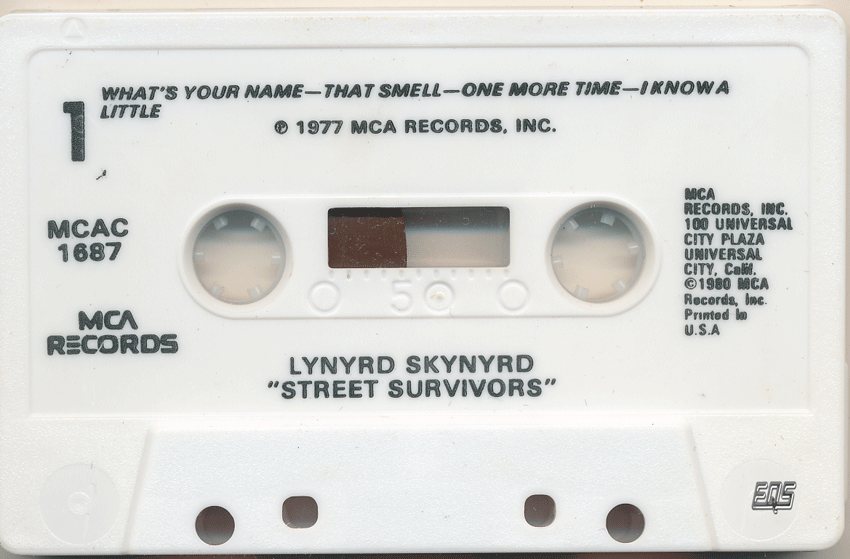 WHAT'S YOUR NAME—THAT SMELL—ONE MORE TIME—I KNOW A
LITTLE
1
℗ 1977 MCA RECORDS, INC.
MCAC
1687
MCA
RECORDS
MCA
RECORDS, INC.
100 UNIVERSAL
CITY PLAZA
UNIVERSAL
CITY, Calif.
©1980 MCA
Records, Inc.
Printed in
U.S.A
50
LYNYRD SKYNYRD
"STREET SURVIVORS"
EQS